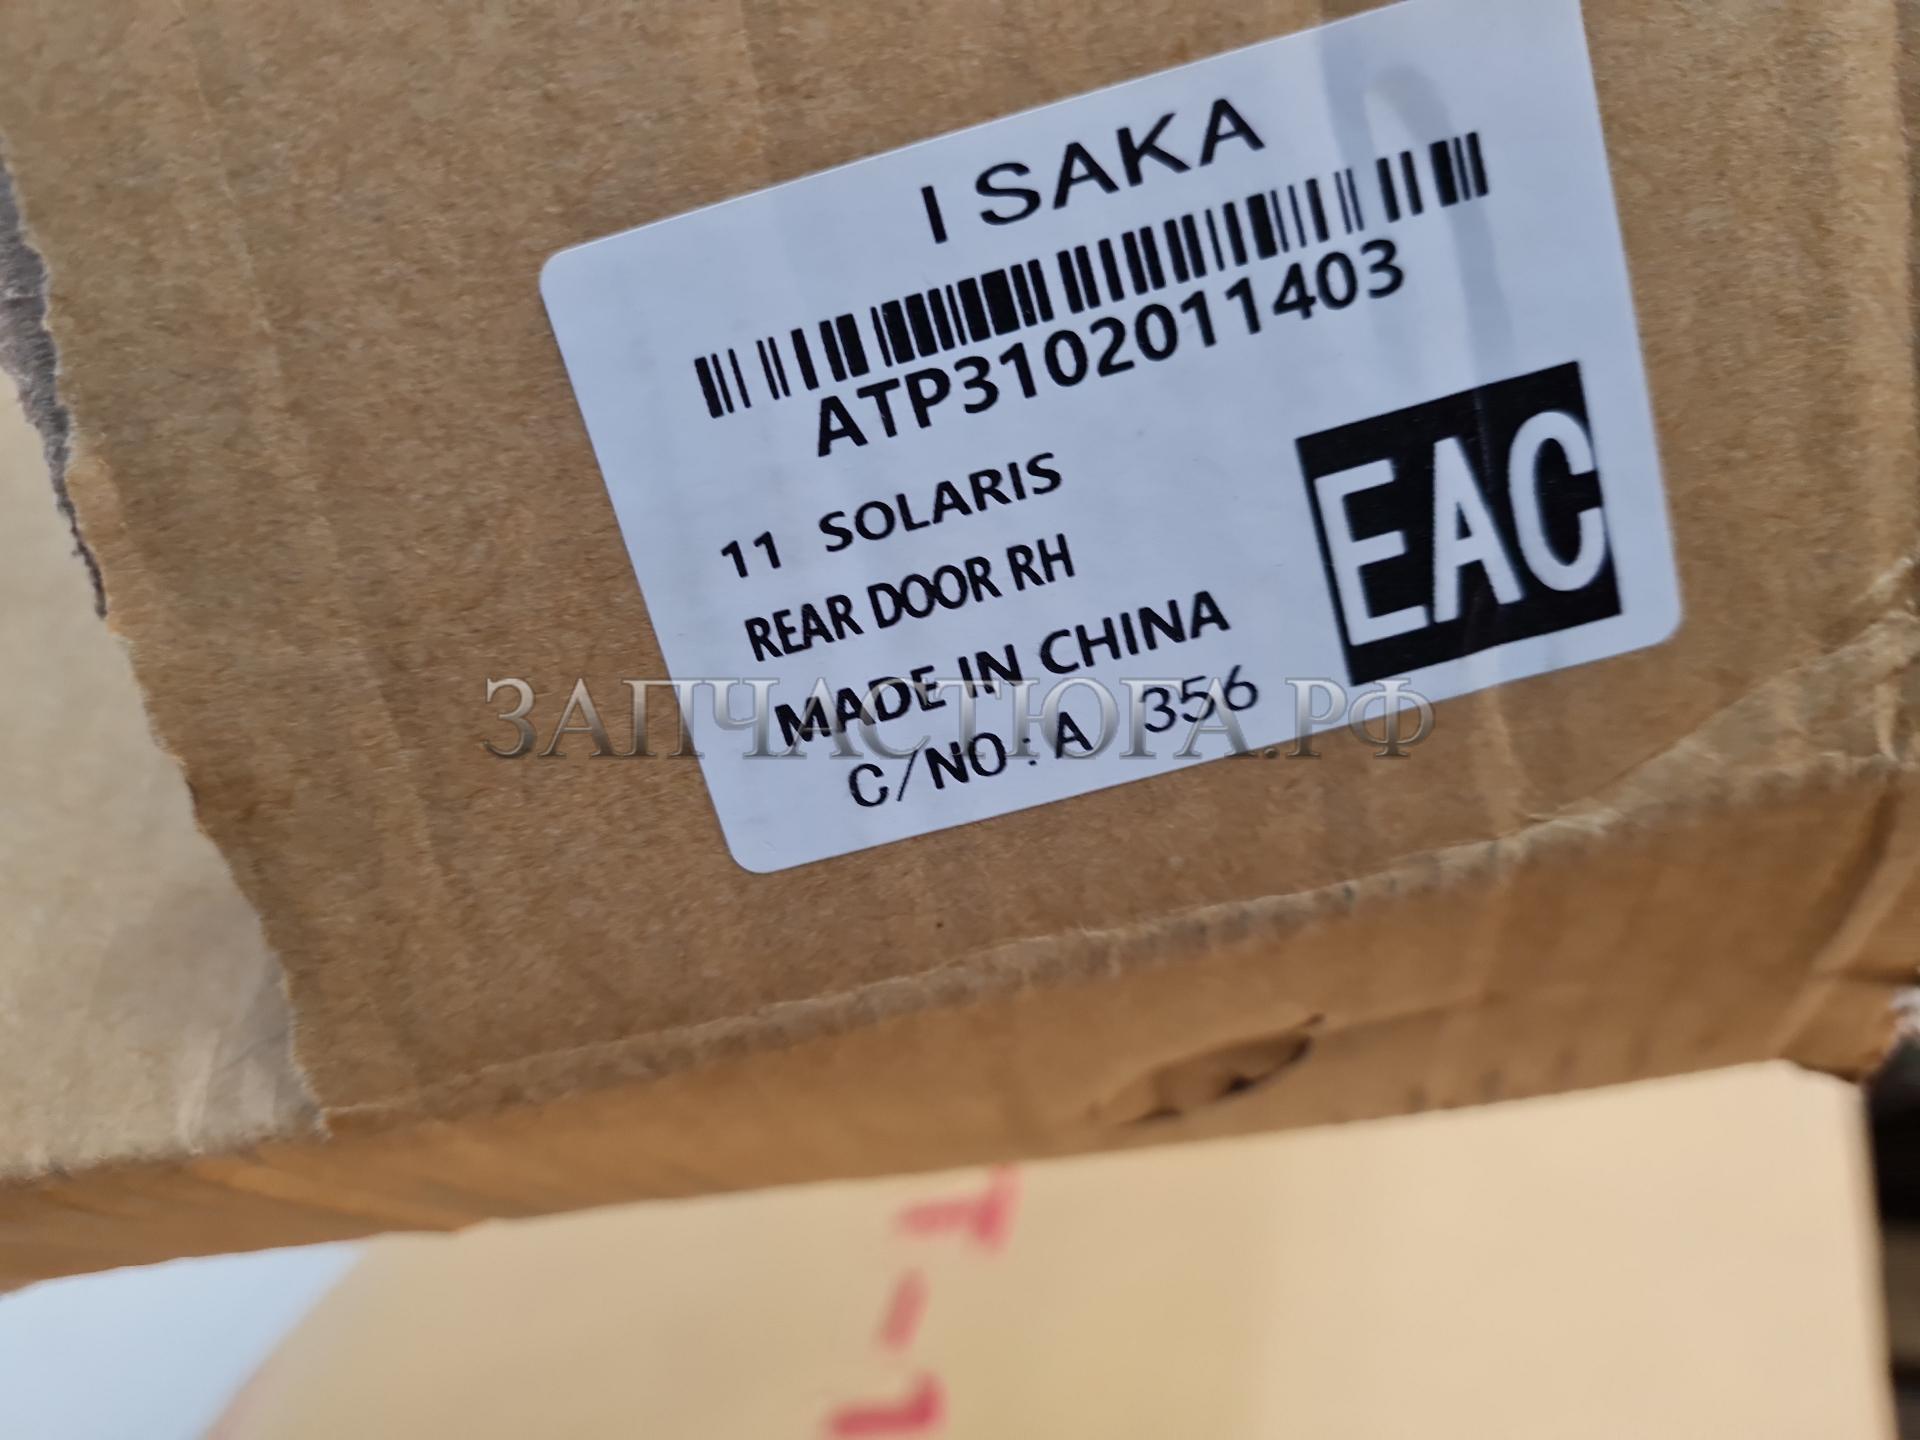 I SAKA
ATP3102011403
11 SOLARIS
REAR DOOR RH
MADE IN CHINA
C/NO: A 356
EAC
ЗАПЧАСТЮГА.РФ